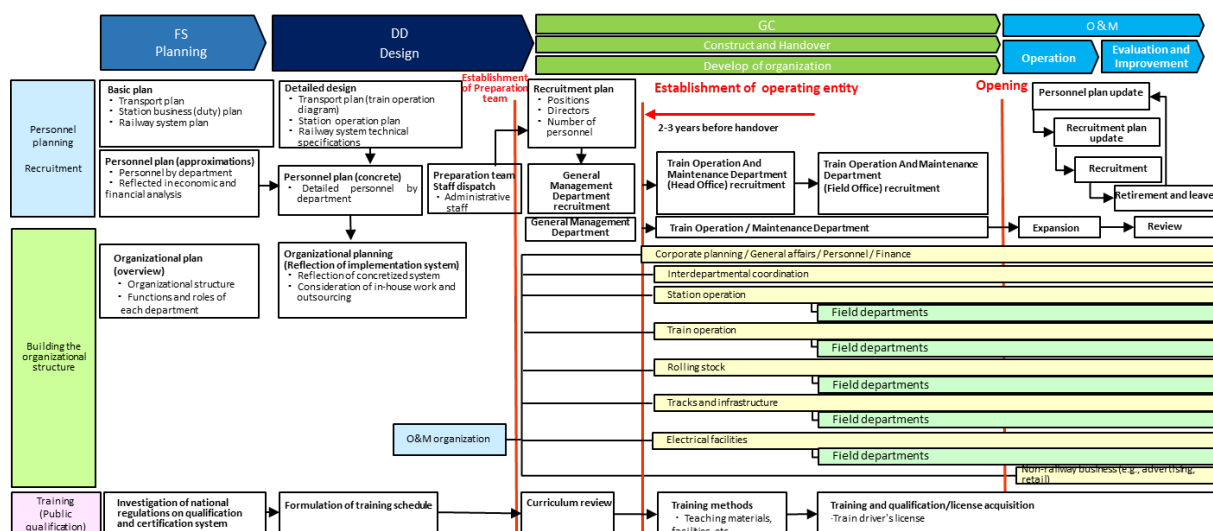 FS
Planning
DD
Design
GC
Construct and Handover
Develop of organization
O&M
Operation
Evaluation and
Improvement
Establishment
of Preparation
team
Establishment of operating entity
Opening
2-3 years before handover
Personnel
planning
Recruitment
Basic plan
・ Transport plan
・ Station business (duty) plan
・ Railway system plan
Personnel plan (approximations)
・ Personnel by department
・ Reflected in economic and
financial analysis
Detailed design
・ Transport plan (train operation
diagram)
・ Station operation plan
・ Railway system technical
specifications
Personnel plan (concrete)
・ Detailed personnel by
department
Preparation team
Staff dispatch
・ Administrative
staff
Recruitment plan
・ Positions
・ Directors
・ Number of
personnel
General
Management
Department
recruitment
Train Operation And
Maintenance Department
(Head Office) recruitment
Train Operation And Maintenance
Department
(Field Office) recruitment
Personnel plan update
Recruitment plan
update
Recruitment
Retirement and leave
General Management
Department
Train Operation / Maintenance Department
Expansion
Review
Building the
organizational
structure
Organizational plan
(overview)
・ Organizational structure
・ Functions and roles of
each department
Organizational planning
(Reflection of implementation system)
・ Reflection of concretized system
・ Consideration of in-house work and
outsourcing
O&M organization
Corporate planning / General affairs / Personnel / Finance
Interdepartmental coordination
Station operation
Field departments
Train operation
Field departments
Rolling stock
Field departments
Tracks and infrastructure
Field departments
Electrical facilities
Field departments
Non-railway business (e.g., advertising,
retail)
Training
(Public
qualification)
Investigation of national
regulations on qualification
and certification system
Formulation of training schedule
Curriculum review
Training methods
・ Teaching materials,
facilities, etc.
Training and qualification/license acquisition
-Train driver's license